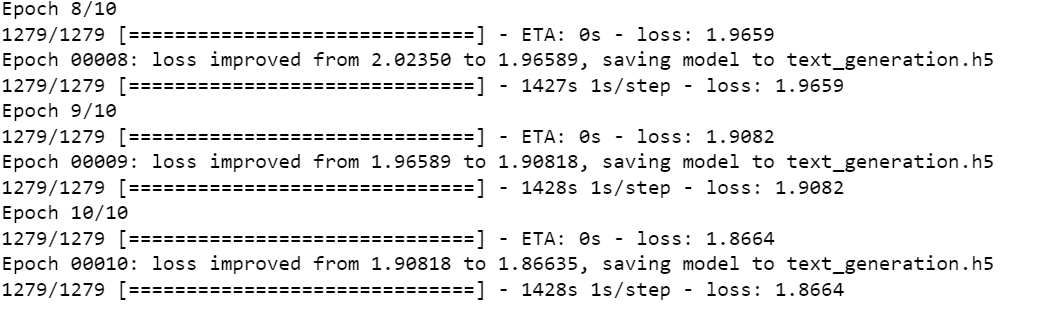 Epoch 8/10
1279/1279 [==============================] - ETA: 0s - loss: 1.9659
Epoch 00008: loss improved from 2.02350 to 1.96589, saving model to text_generation.h5
1279/1279 [==============================] - 1427s 1s/step - loss: 1.9659
Epoch 9/10
1279/1279 [==============================] - ETA: 0s - loss: 1.9082
Epoch 00009: loss improved from 1.96589 to 1.90818, saving model to text_generation.h5
1279/1279 [==============================] - 1428s 1s/step - loss: 1.9082
Epoch 10/10
1279/1279 [==============================] - ETA: 0s - loss: 1.8664
Epoch 00010: loss improved from 1.90818 to 1.86635, saving model to text_generation.h5
1279/1279 [==============================] - 1428s 1s/step - loss: 1.8664